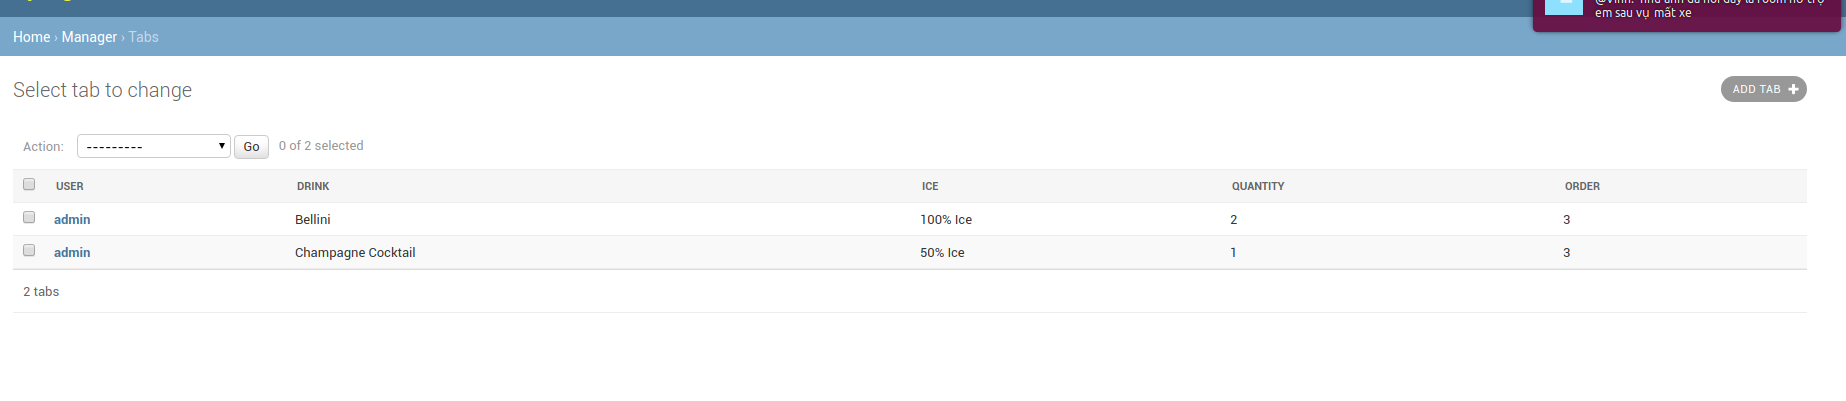 em sau vụ mất xe
Home › Manager › Tabs
Select tab to change
ADD TAB
Action: --------- Go 0 of 2 selected
USER DRINK ICE QUANTITY ORDER
admin Bellini 100% Ice 2 3
admin Champagne Cocktail 50% Ice 1 3
2 tabs